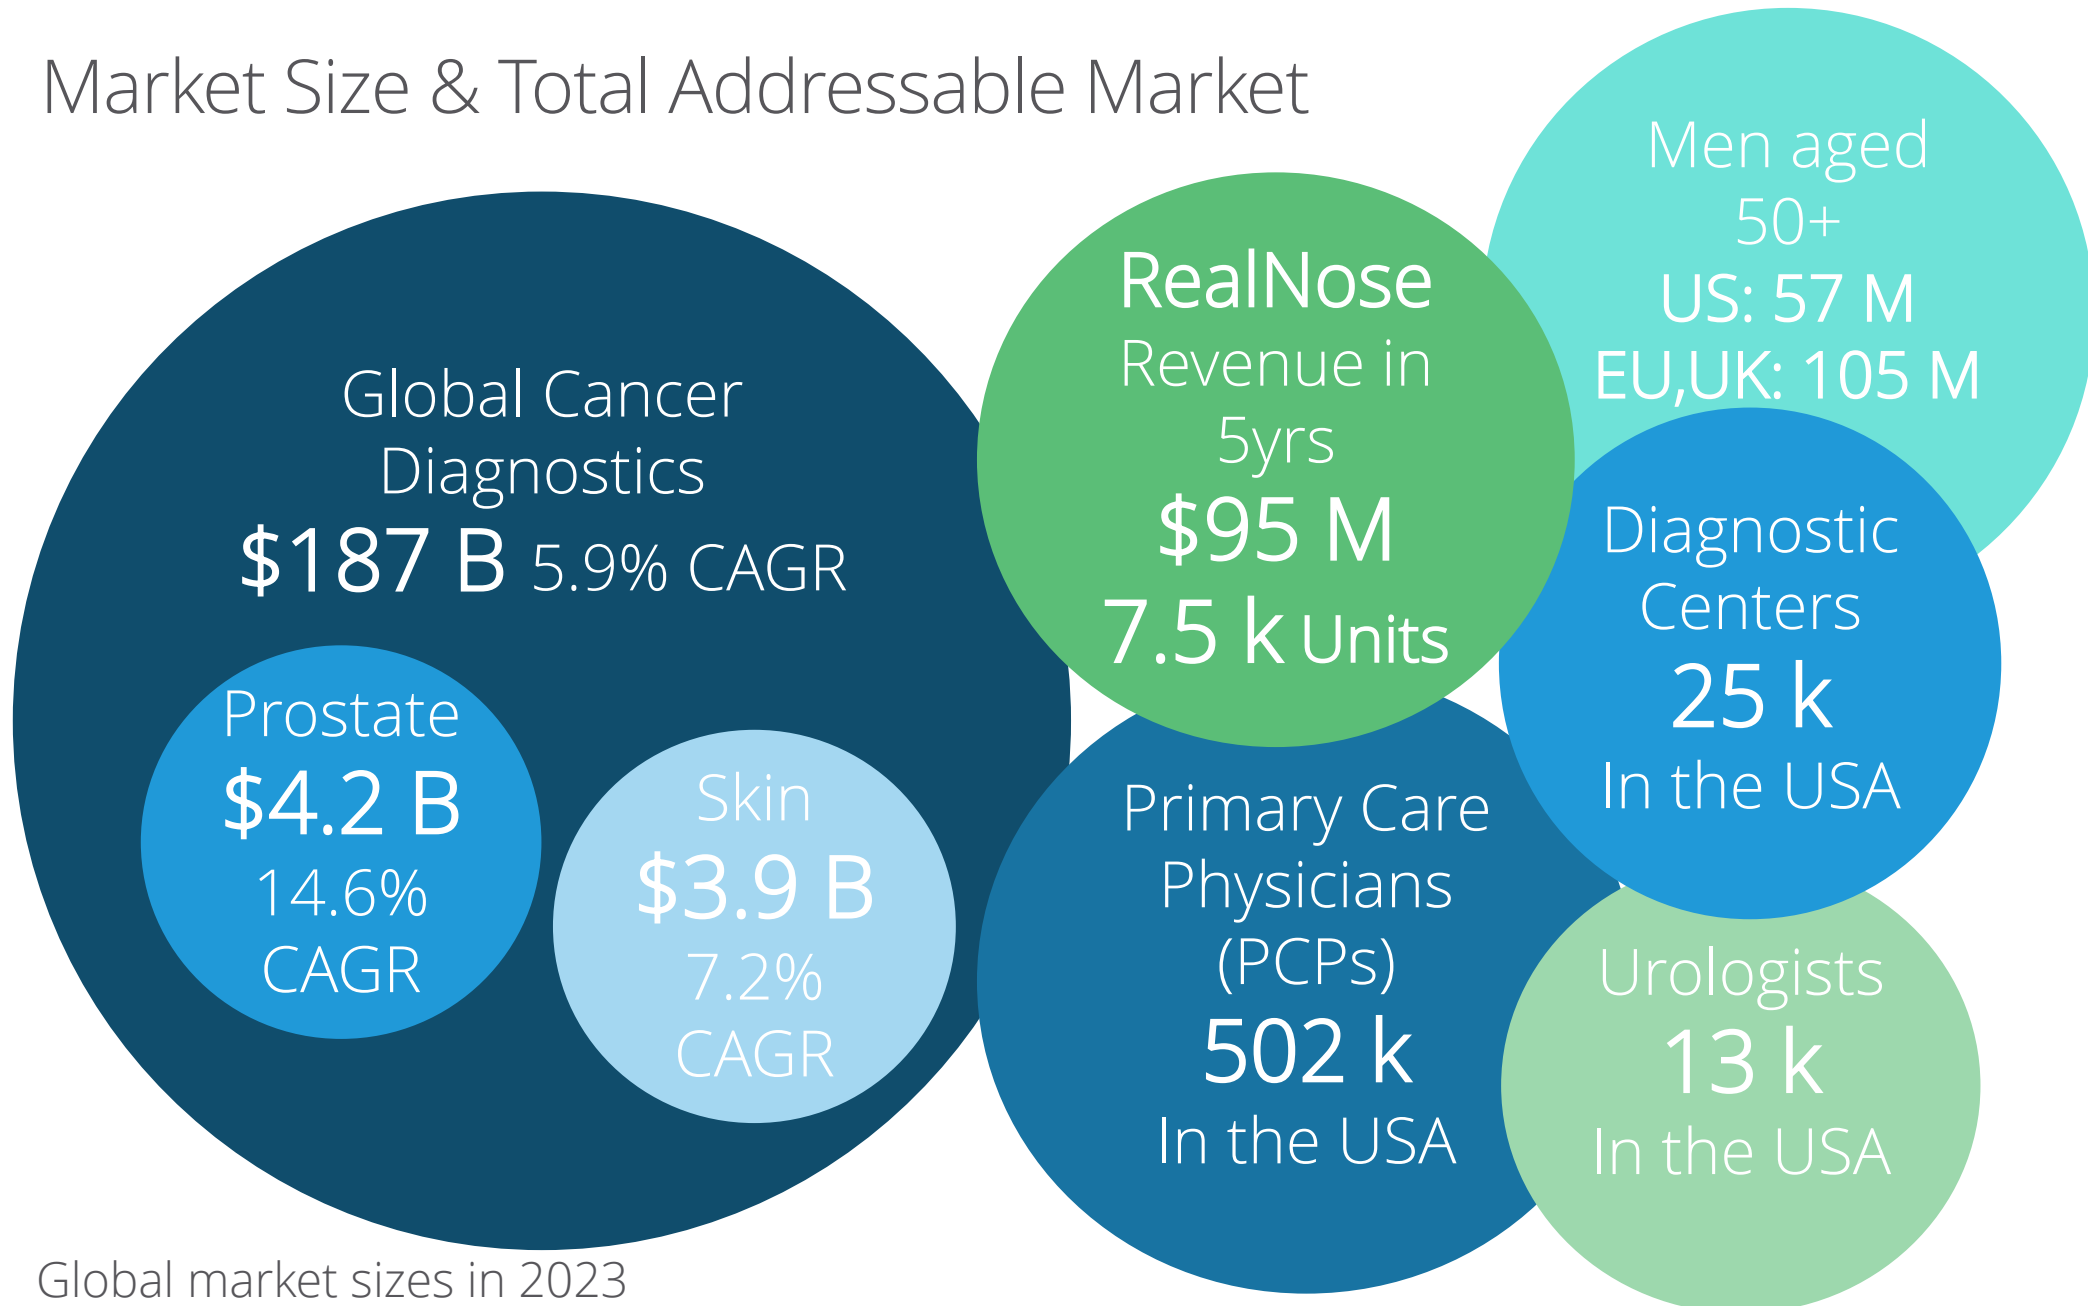 Market Size & Total Addressable Market
Global Cancer
Diagnostics
$187 B 5.9% CAGR
Prostate
$4.2 B
14.6%
CAGR
Skin
$3.9 B
7.2%
CAGR
RealNose
Revenue in
5yrs
$95 M
7.5 k Units
Men aged
50+
US: 57 M
EU,UK: 105 M
Diagnostic
Centers
25 k
In the USA
Primary Care
Physicians
(PCPs)
502 k
In the USA
Urologists
13 k
In the USA
Global market sizes in 2023